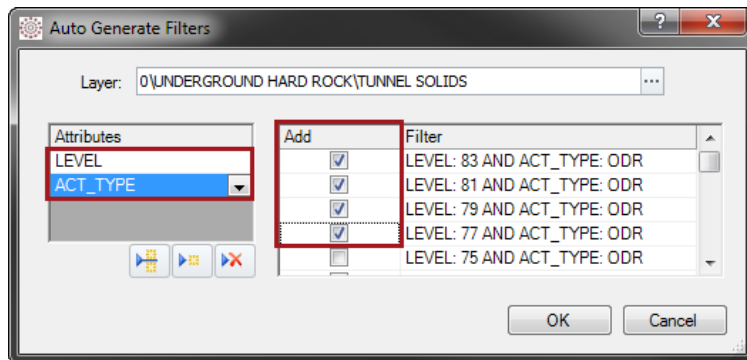 Auto Generate Filters
?
X
Layer: 0\UNDERGROUND HARD ROCK\TUNNEL SOLIDS ...
Attributes
LEVEL
ACT_TYPE
Add Filter
LEVEL: 83 AND ACT_TYPE: ODR
LEVEL: 81 AND ACT_TYPE: ODR
LEVEL: 79 AND ACT_TYPE: ODR
LEVEL: 77 AND ACT_TYPE: ODR
LEVEL: 75 AND ACT_TYPE: ODR
OK Cancel